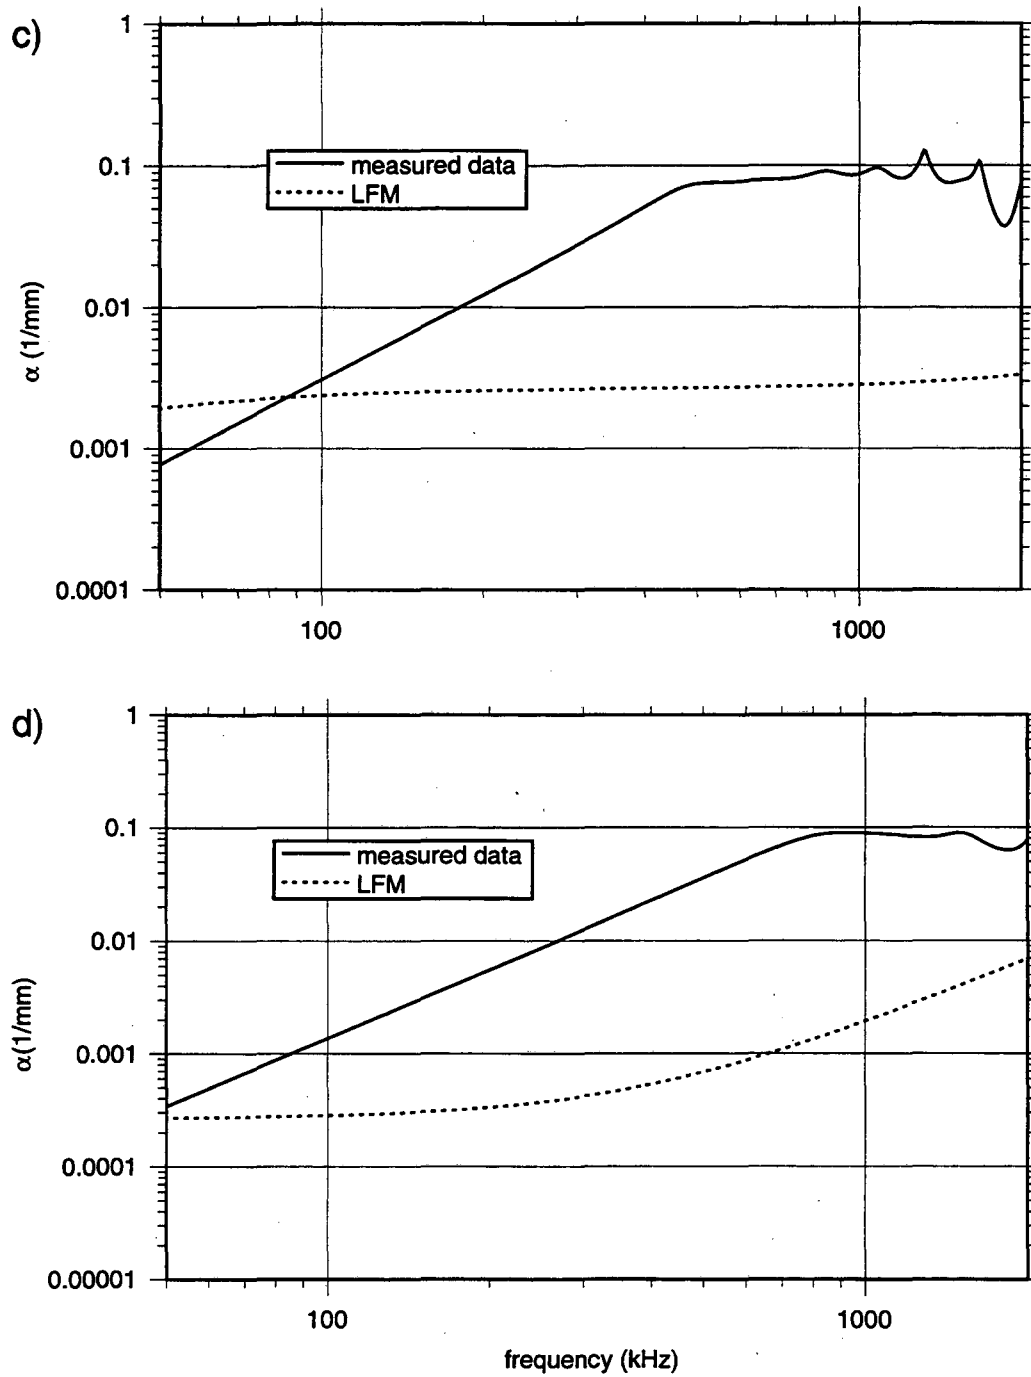 c)
1
0.1
0.01
0.001
0.0001
α (1/mm)
measured data
LFM
100
1000
d)
1
0.1
0.01
0.001
0.0001
0.00001
α(1/mm)
measured data
LFM
100
1000
frequency (kHz)